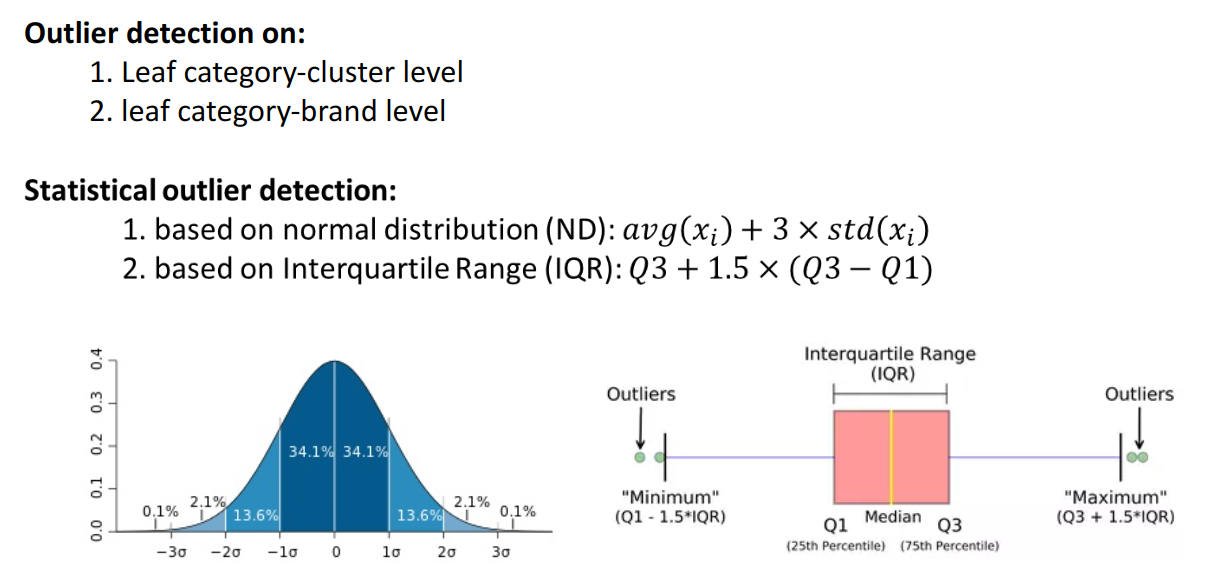 Outlier detection on:
1. Leaf category-cluster level
2. leaf category-brand level
Statistical outlier detection:
1. based on normal distribution (ND): avg(xᵢ) + 3 × std(xᵢ)
2. based on Interquartile Range (IQR): Q3 + 1.5 × (Q3 − Q1)
0.4
0.3
0.2
0.1
0.0
34.1% 34.1%
0.1% 2.1% 13.6% 13.6% 2.1% 0.1%
−3σ −2σ −1σ 0 1σ 2σ 3σ
Interquartile Range
(IQR)
Outliers
Outliers
"Minimum"
(Q1 - 1.5*IQR)
"Maximum"
(Q3 + 1.5*IQR)
Q1 Median Q3
(25th Percentile) (75th Percentile)